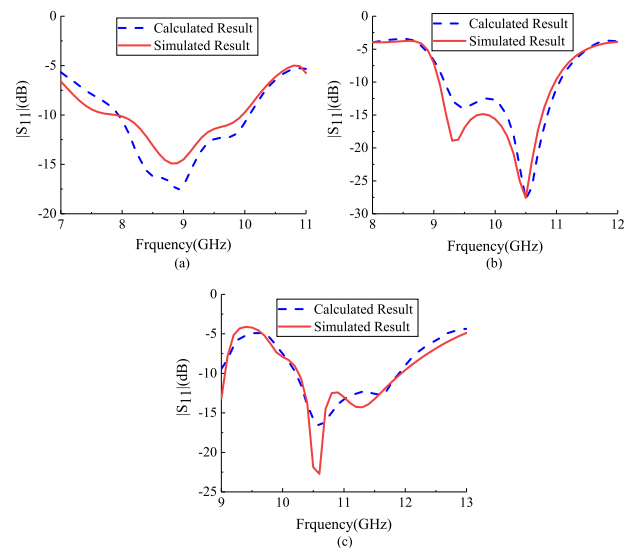 0
-5
-10
-15
-20
|S11|(dB)
Calculated Result
Simulated Result
7
8
9
10
11
Frquency(GHz)
(a)
0
-5
-10
-15
-20
-25
-30
|S11|(dB)
Calculated Result
Simulated Result
8
9
10
11
12
Frquency(GHz)
(b)
0
-5
-10
-15
-20
-25
|S11|(dB)
Calculated Result
Simulated Result
9
10
11
12
13
Frquency(GHz)
(c)